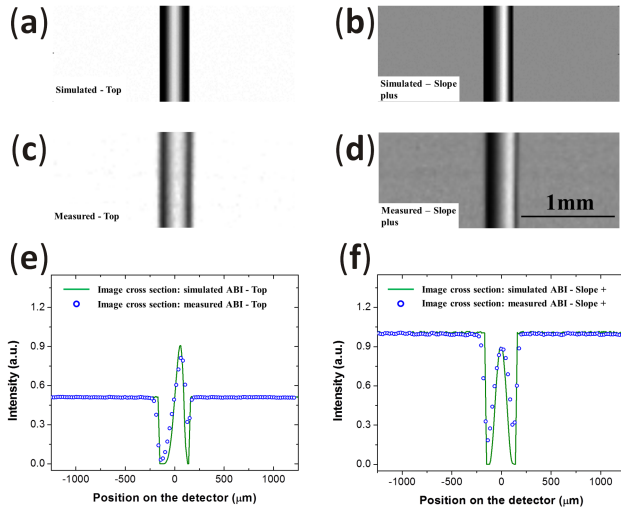 (a)
(b)
Simulated - Top
Simulated – Slope
plus
(c)
(d)
Measured - Top
Measured – Slope
plus
1mm
(e)
(f)
Image cross section: simulated ABI - Top
Image cross section: measured ABI - Top
1.2
0.9
0.6
0.3
0.0
Intensity (a.u.)
-1000 -500 0 500 1000
Position on the detector (μm)
Image cross section: simulated ABI - Slope +
Image cross section: measured ABI - Slope +
1.2
0.9
0.6
0.3
0.0
Intensity (a.u.)
-1000 -500 0 500 1000
Position on the detector (μm)